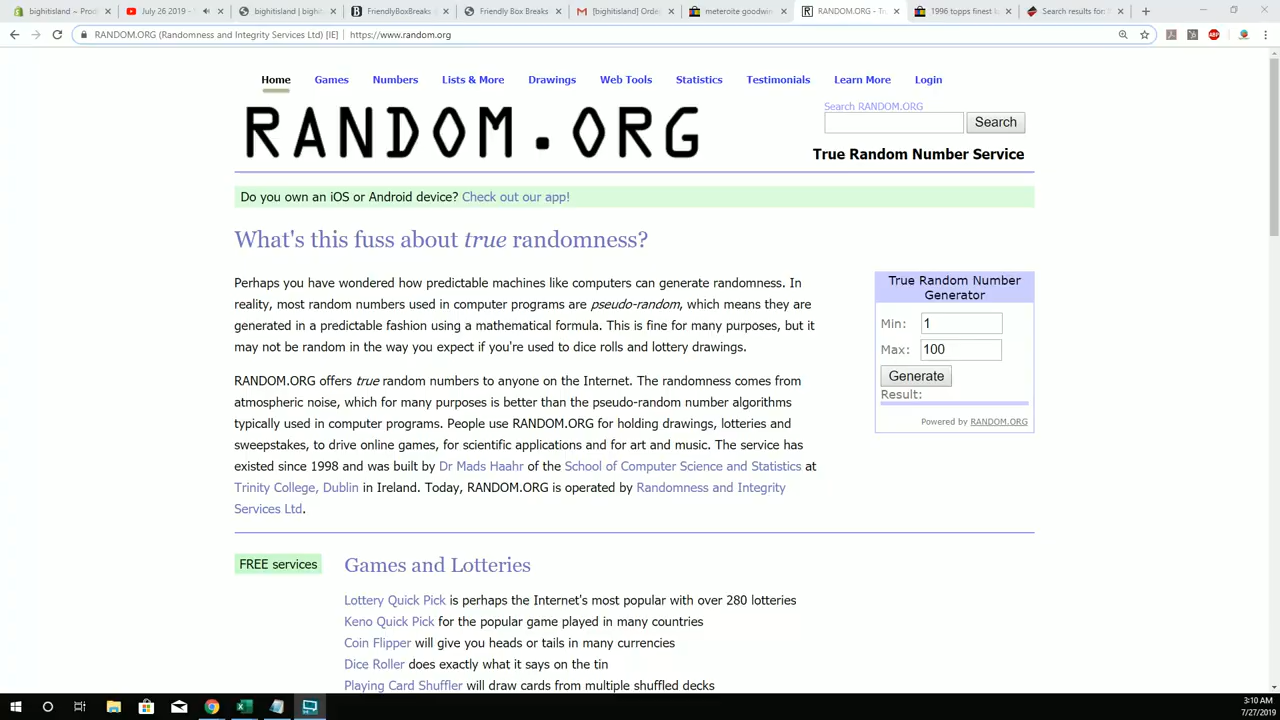 bighitisland ~ Prod
July 26 2019 -
bighitisland | bighit
FriendlyBoxBreaks
Friendly Box Breaks
[bighitisland] Orde
meteroite goodwin
RANDOM.ORG - Tr
1996 topps finest b
Search results for:
RANDOM.ORG (Randomness and Integrity Services Ltd) [IE] | https://www.random.org
Home Games Numbers Lists & More Drawings Web Tools Statistics Testimonials Learn More Login
RANDOM.ORG
Search RANDOM.ORG
Search
True Random Number Service
Do you own an iOS or Android device? Check out our app!
What's this fuss about true randomness?
Perhaps you have wondered how predictable machines like computers can generate randomness. In
reality, most random numbers used in computer programs are pseudo-random, which means they are
generated in a predictable fashion using a mathematical formula. This is fine for many purposes, but it
may not be random in the way you expect if you're used to dice rolls and lottery drawings.
RANDOM.ORG offers true random numbers to anyone on the Internet. The randomness comes from
atmospheric noise, which for many purposes is better than the pseudo-random number algorithms
typically used in computer programs. People use RANDOM.ORG for holding drawings, lotteries and
sweepstakes, to drive online games, for scientific applications and for art and music. The service has
existed since 1998 and was built by Dr Mads Haahr of the School of Computer Science and Statistics at
Trinity College, Dublin in Ireland. Today, RANDOM.ORG is operated by Randomness and Integrity
Services Ltd.
True Random Number
Generator
Min: 1
Max: 100
Generate
Result:
Powered by RANDOM.ORG
FREE services
Games and Lotteries
Lottery Quick Pick is perhaps the Internet's most popular with over 280 lotteries
Keno Quick Pick for the popular game played in many countries
Coin Flipper will give you heads or tails in many currencies
Dice Roller does exactly what it says on the tin
Playing Card Shuffler will draw cards from multiple shuffled decks
3:10 AM
7/27/2019